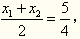 (x₁ + x₂)/2 = 5/4,